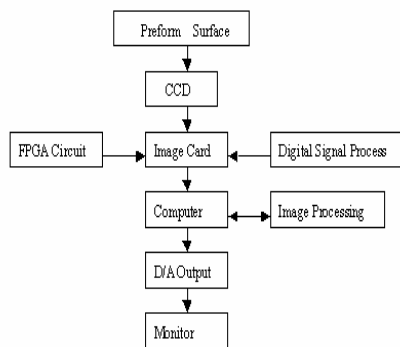 Preform Surface
CCD
FPGA Circuit
Image Card
Digital Signal Process
Computer
Image Processing
D/A Output
Monitor